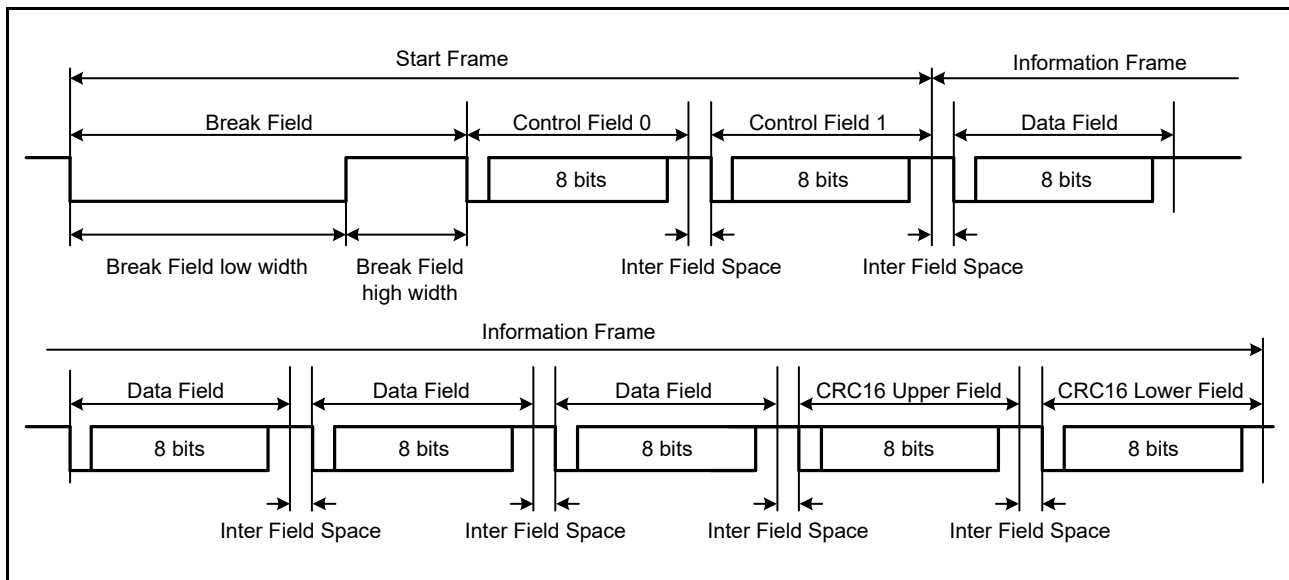 Start Frame
Information Frame
Break Field
Control Field 0
Control Field 1
Data Field
8 bits
8 bits
8 bits
Break Field low width
Break Field
high width
Inter Field Space
Inter Field Space
Information Frame
Data Field
Data Field
Data Field
CRC16 Upper Field
CRC16 Lower Field
8 bits
8 bits
8 bits
8 bits
8 bits
Inter Field Space
Inter Field Space
Inter Field Space
Inter Field Space